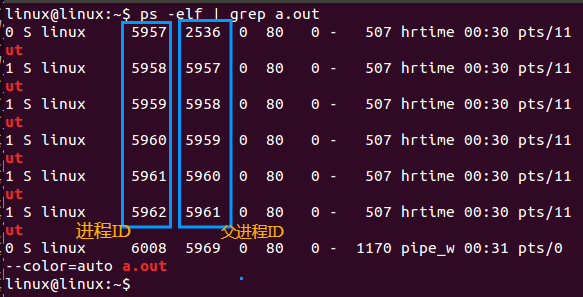 linux@linux:~$ ps -elf | grep a.out
0 S linux 5957 2536 0 80 0 - 507 hrtime 00:30 pts/11
ut
1 S linux 5958 5957 0 80 0 - 507 hrtime 00:30 pts/11
ut
1 S linux 5959 5958 0 80 0 - 507 hrtime 00:30 pts/11
ut
1 S linux 5960 5959 0 80 0 - 507 hrtime 00:30 pts/11
ut
1 S linux 5961 5960 0 80 0 - 507 hrtime 00:30 pts/11
ut
1 S linux 5962 5961 0 80 0 - 507 hrtime 00:30 pts/11
ut 进程ID 父进程ID
0 S linux 6008 5969 0 80 0 - 1170 pipe_w 00:31 pts/0
--color=auto a.out
linux@linux:~$